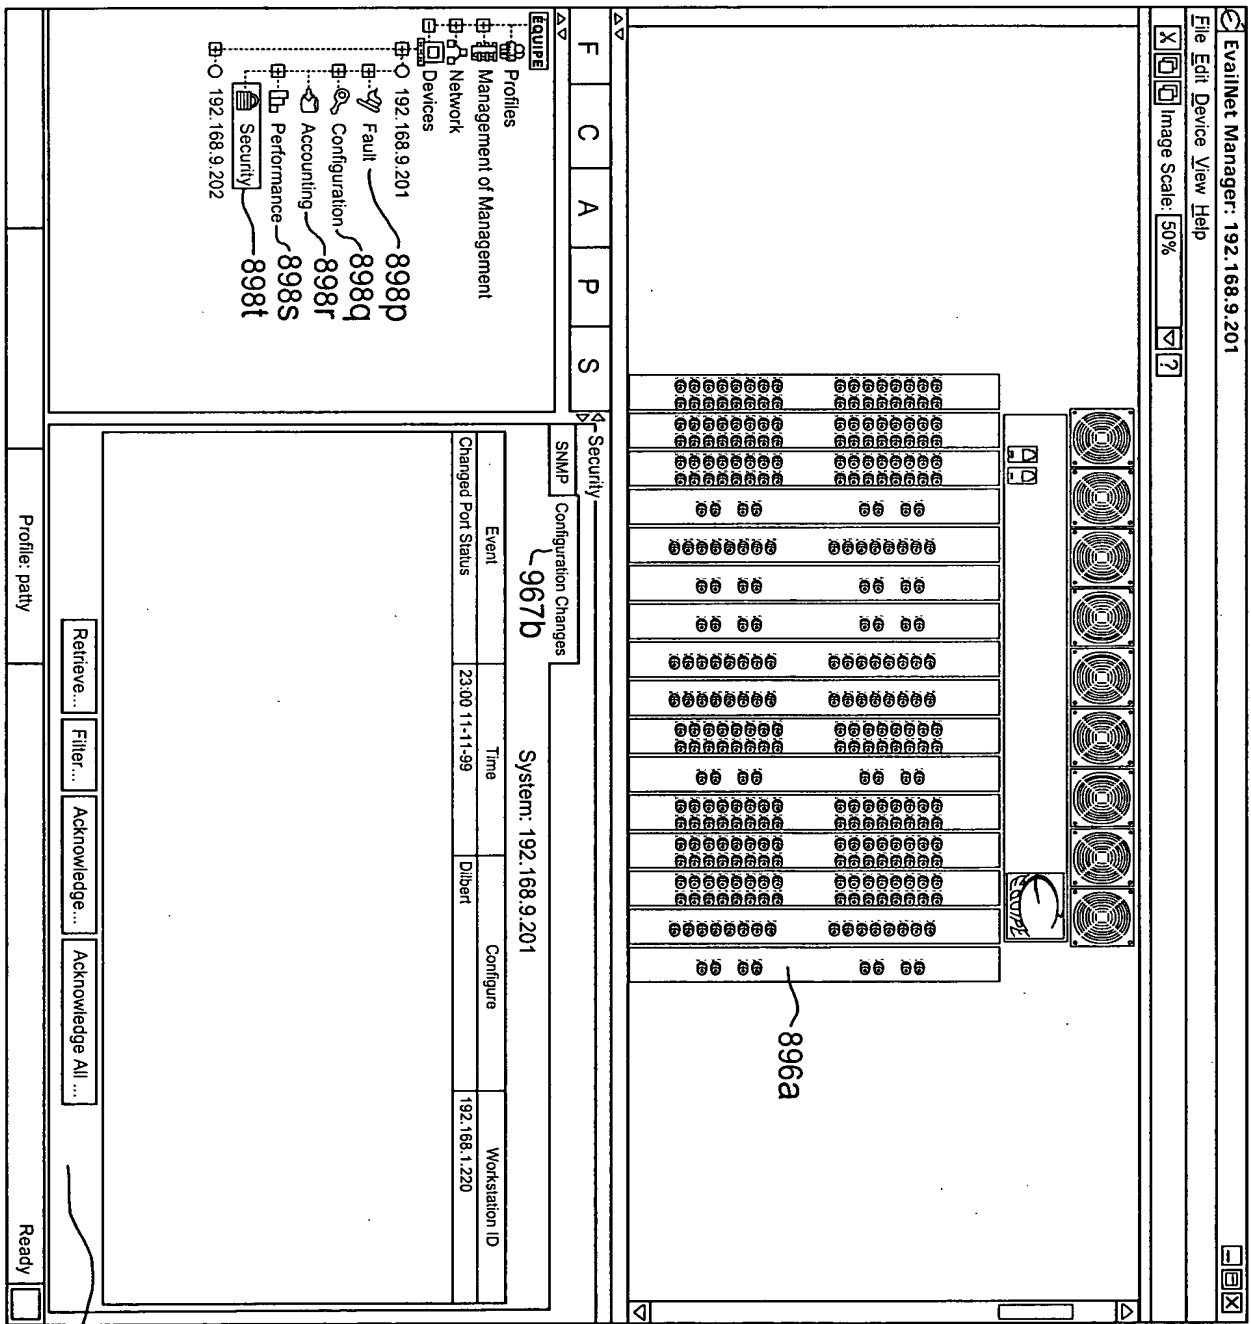 EvailNet Manager: 192.168.9.201
File Edit Device View Help
X Image Scale: 50% ?
EQUIPE
896a
F C A P S
EQUIPE
Profiles
Management of Management
Network
Devices
192.168.9.201
Fault
Configuration
Accounting
Performance
Security
192.168.9.202
898p
898q
898r
898s
898t
Security
SNMP Configuration Changes
967b
System: 192.168.9.201
Event Time Configure Workstation ID
Changed Port Status 23:00 11-11-99 Dilbert 192.168.1.220
Retrieve... Filter... Acknowledge... Acknowledge All ...
Profile: patty Ready